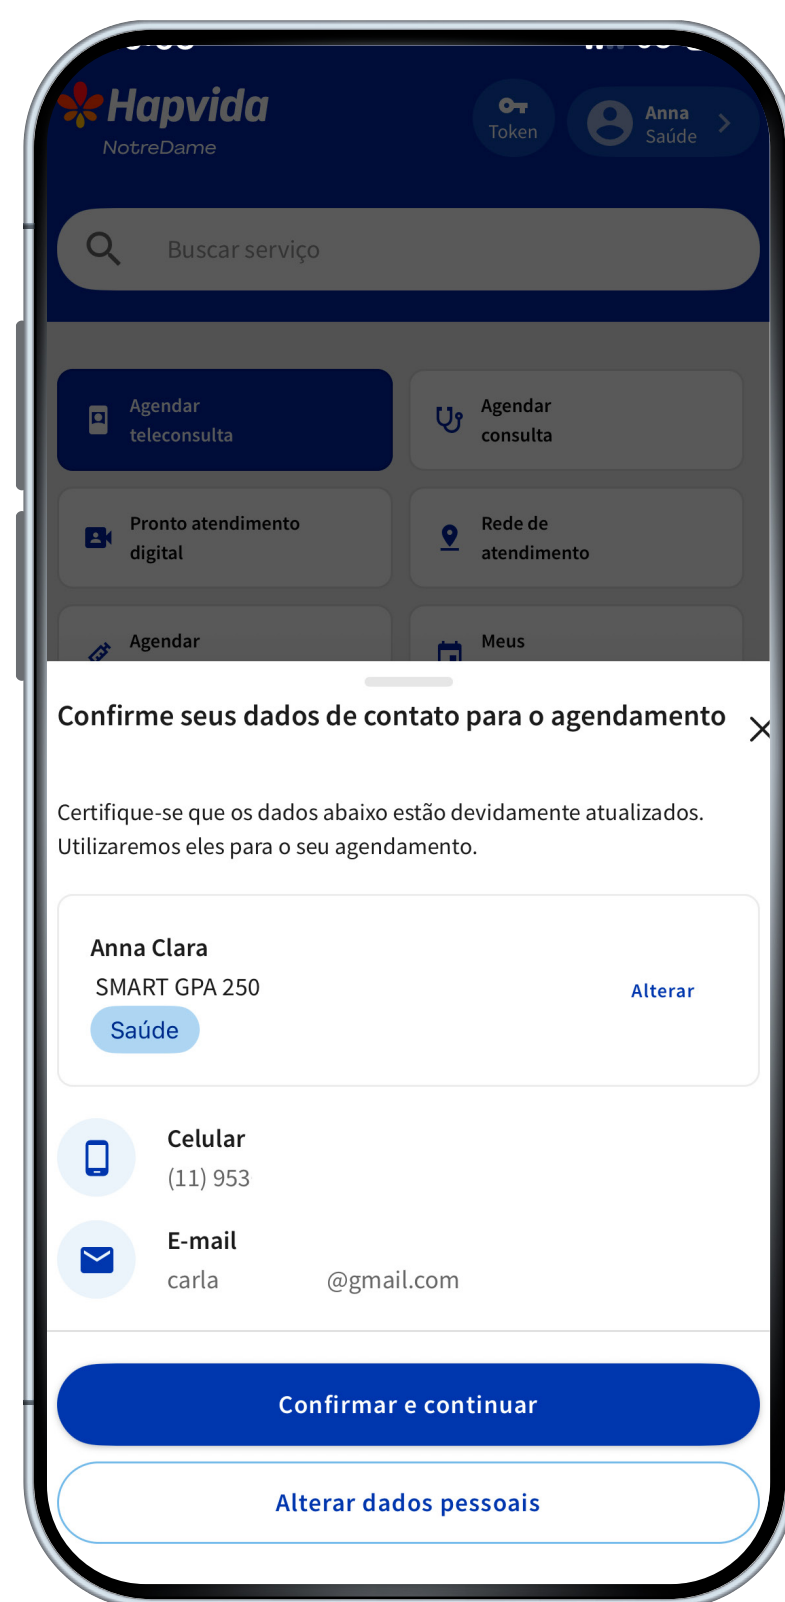 Hapvida
NotreDame
Token
Anna
Saúde
Buscar serviço
Agendar
teleconsulta
Agendar
consulta
Pronto atendimento
digital
Rede de
atendimento
Agendar
Meus
Confirme seus dados de contato para o agendamento
Certifique-se que os dados abaixo estão devidamente atualizados.
Utilizaremos eles para o seu agendamento.
Anna Clara
SMART GPA 250
Alterar
Saúde
Celular
(11) 953
E-mail
carla @gmail.com
Confirmar e continuar
Alterar dados pessoais